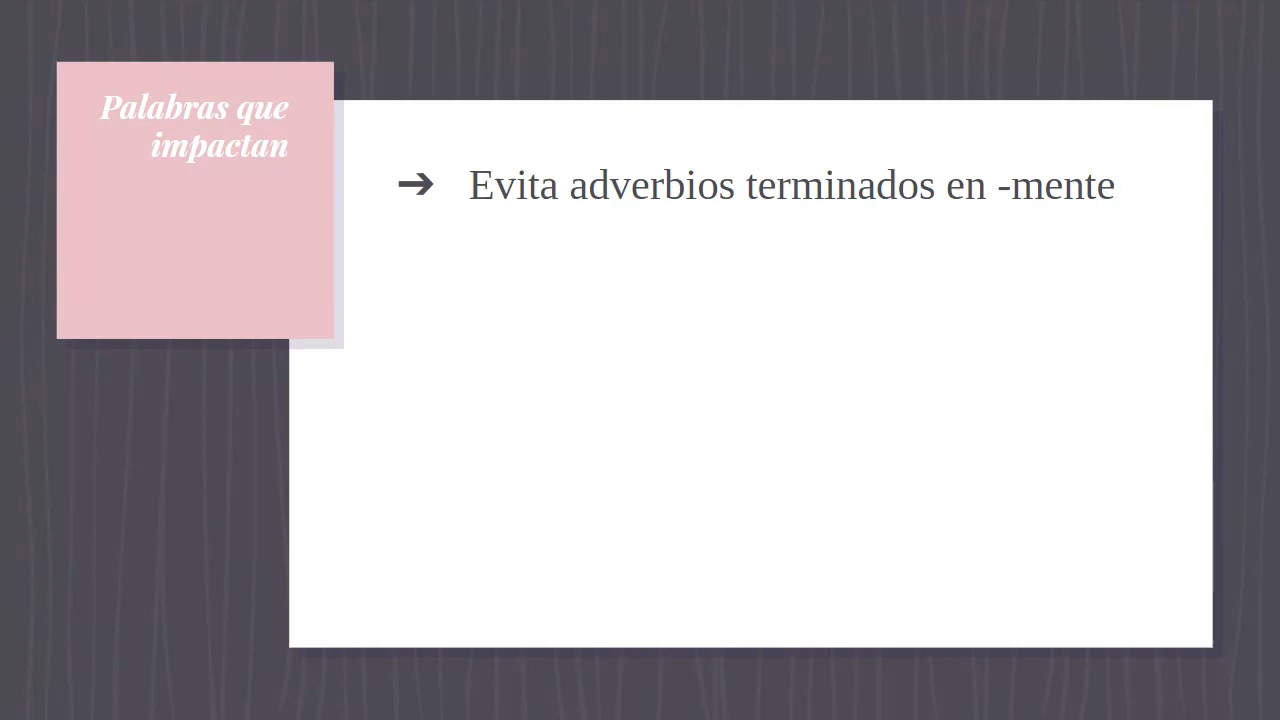 Palabras que
impactan
➔ Evita adverbios terminados en -mente